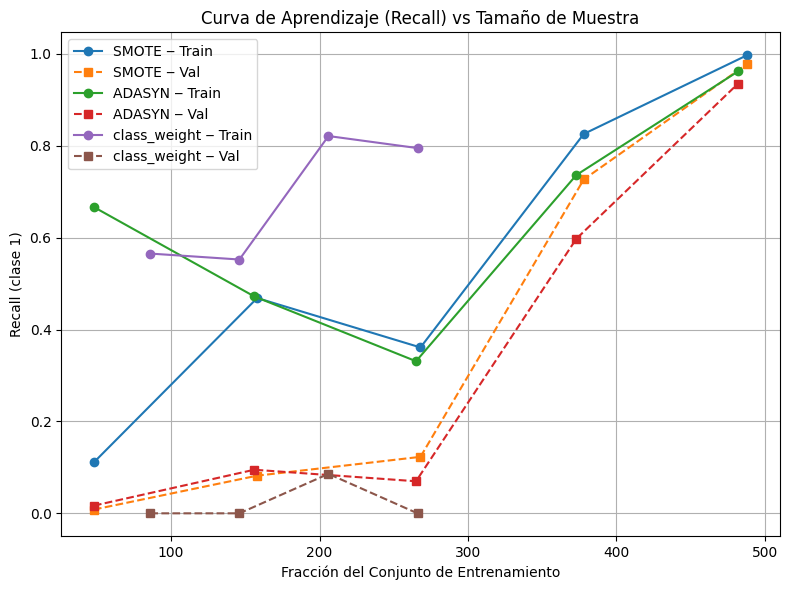 Curva de Aprendizaje (Recall) vs Tamaño de Muestra
SMOTE − Train
SMOTE − Val
ADASYN − Train
ADASYN − Val
class_weight − Train
class_weight − Val
Recall (clase 1)
1.0
0.8
0.6
0.4
0.2
0.0
100
200
300
400
500
Fracción del Conjunto de Entrenamiento